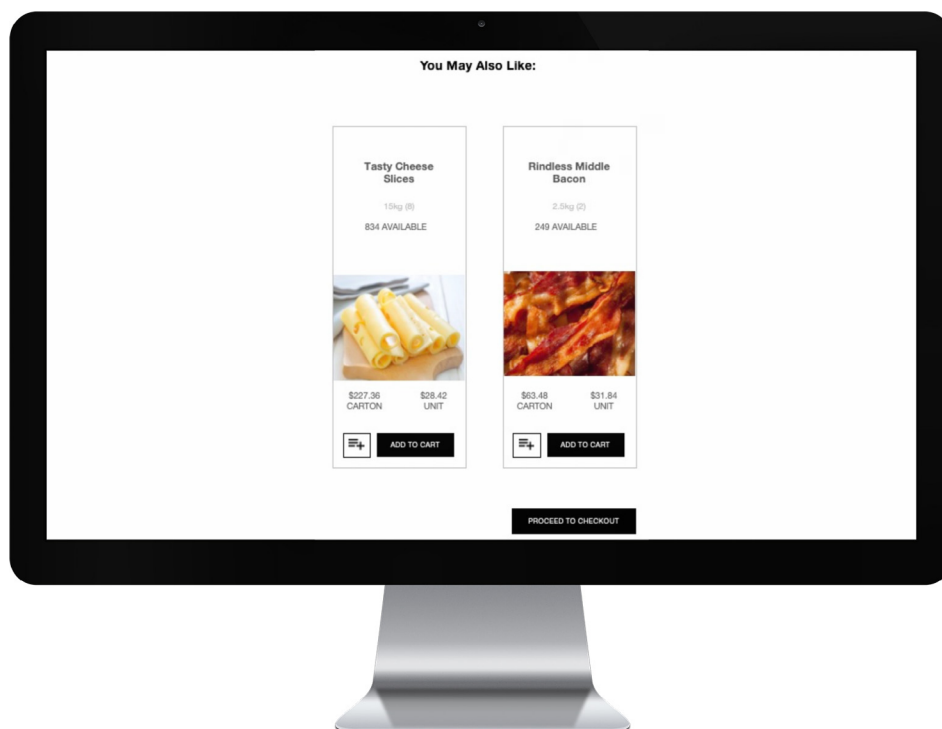 You May Also Like:
Tasty Cheese
Slices
15kg (8)
834 AVAILABLE
$227.36
CARTON
$28.42
UNIT
ADD TO CART
Rindless Middle
Bacon
2.5kg (2)
249 AVAILABLE
$63.48
CARTON
$31.84
UNIT
ADD TO CART
PROCEED TO CHECKOUT